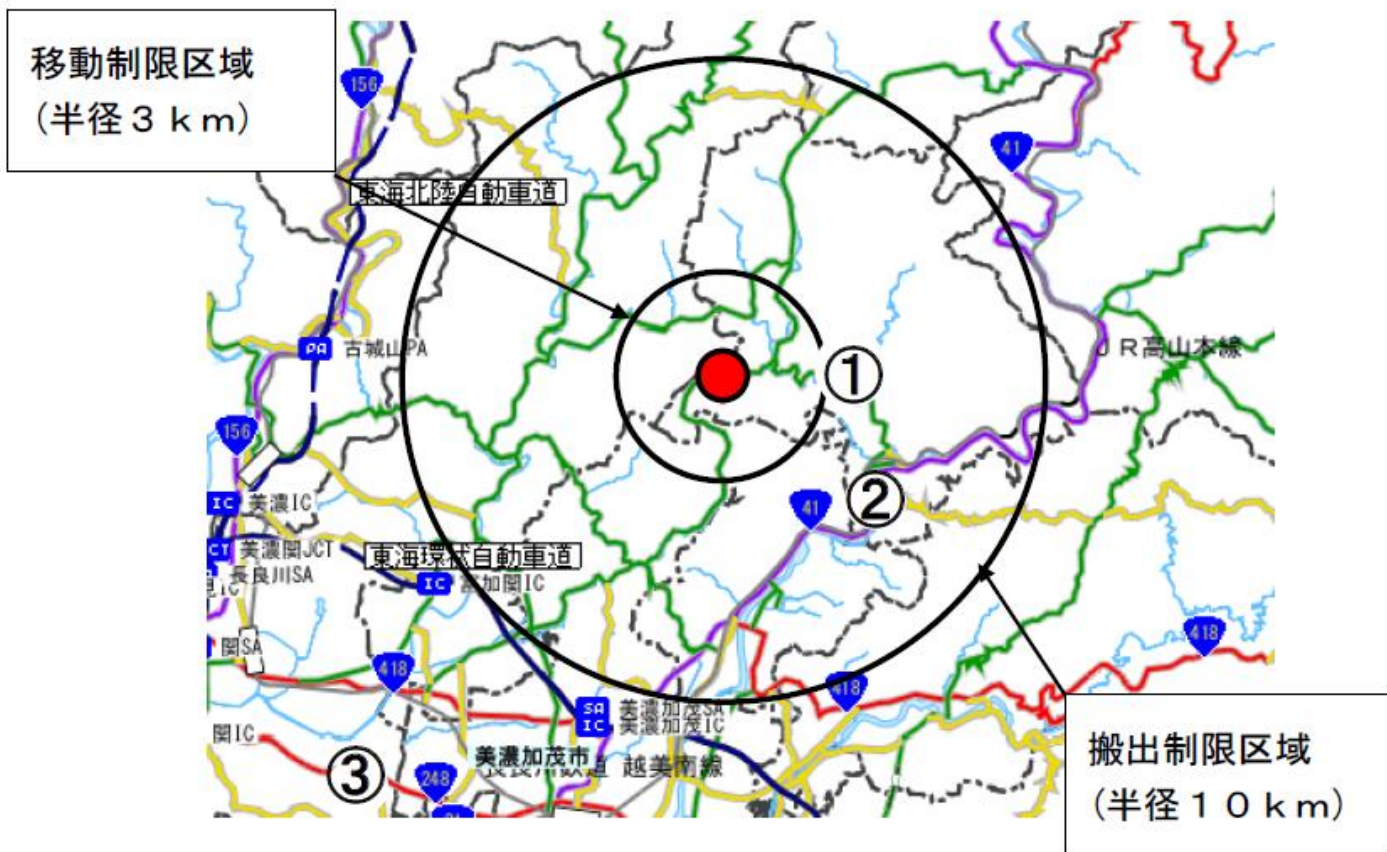 移動制限区域
(半径３ｋｍ)
156
41
東海北陸自動車道
PA 古城山PA
①
ＪＲ高山本線
156
②
41
IC 美濃IC
美濃関JCT
東海環状自動車道
長良川SA
IC 富加関IC
関SA
418
418
418
SA 美濃加茂SA
IC 美濃加茂IC
関IC
美濃加茂市
長良川鉄道 越美南線
③
248
搬出制限区域
(半径１０ｋｍ)